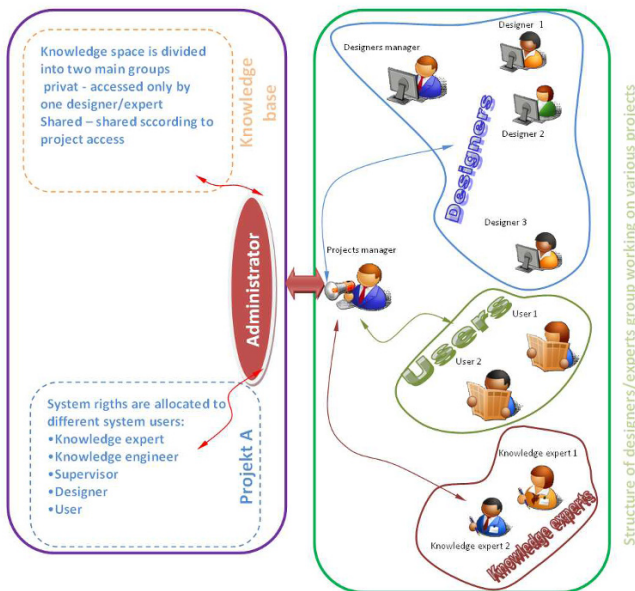 Knowledge space is divided
into two main groups
privat - accessed only by
one designer/expert
Shared – shared sccording to
project access
Knowledge
base
Administrator
System rigths are allocated to
different system users:
•Knowledge expert
•Knowledge engineer
•Supervisor
•Designer
•User
Projekt A
Designers manager
Designer 1
Designer 2
Designers
Designer 3
Projects manager
Users
User 1
User 2
Knowledge expert 1
Knowledge expert 2
Knowledge experts
Structure of designers/experts group working on various projects